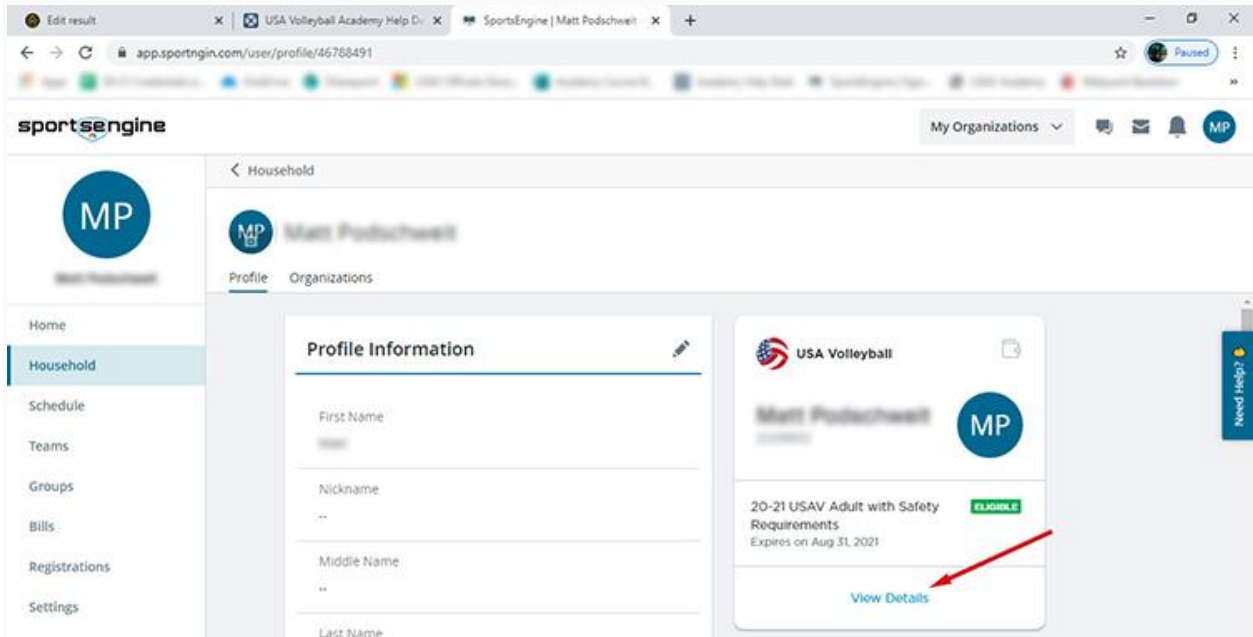 Edit result
USA Volleyball Academy Help De
SportsEngine | Matt Podschweit
app.sportngin.com/user/profile/46788491
Paused
sportsengine
My Organizations
MP
Household
MP
MP
Profile
Organizations
Home
Household
Schedule
Teams
Groups
Bills
Registrations
Settings
Profile Information
First Name
Nickname
--
Middle Name
--
Last Name
USA Volleyball
MP
20-21 USAV Adult with Safety
Requirements
ELIGIBLE
Expires on Aug 31, 2021
View Details
Need Help?